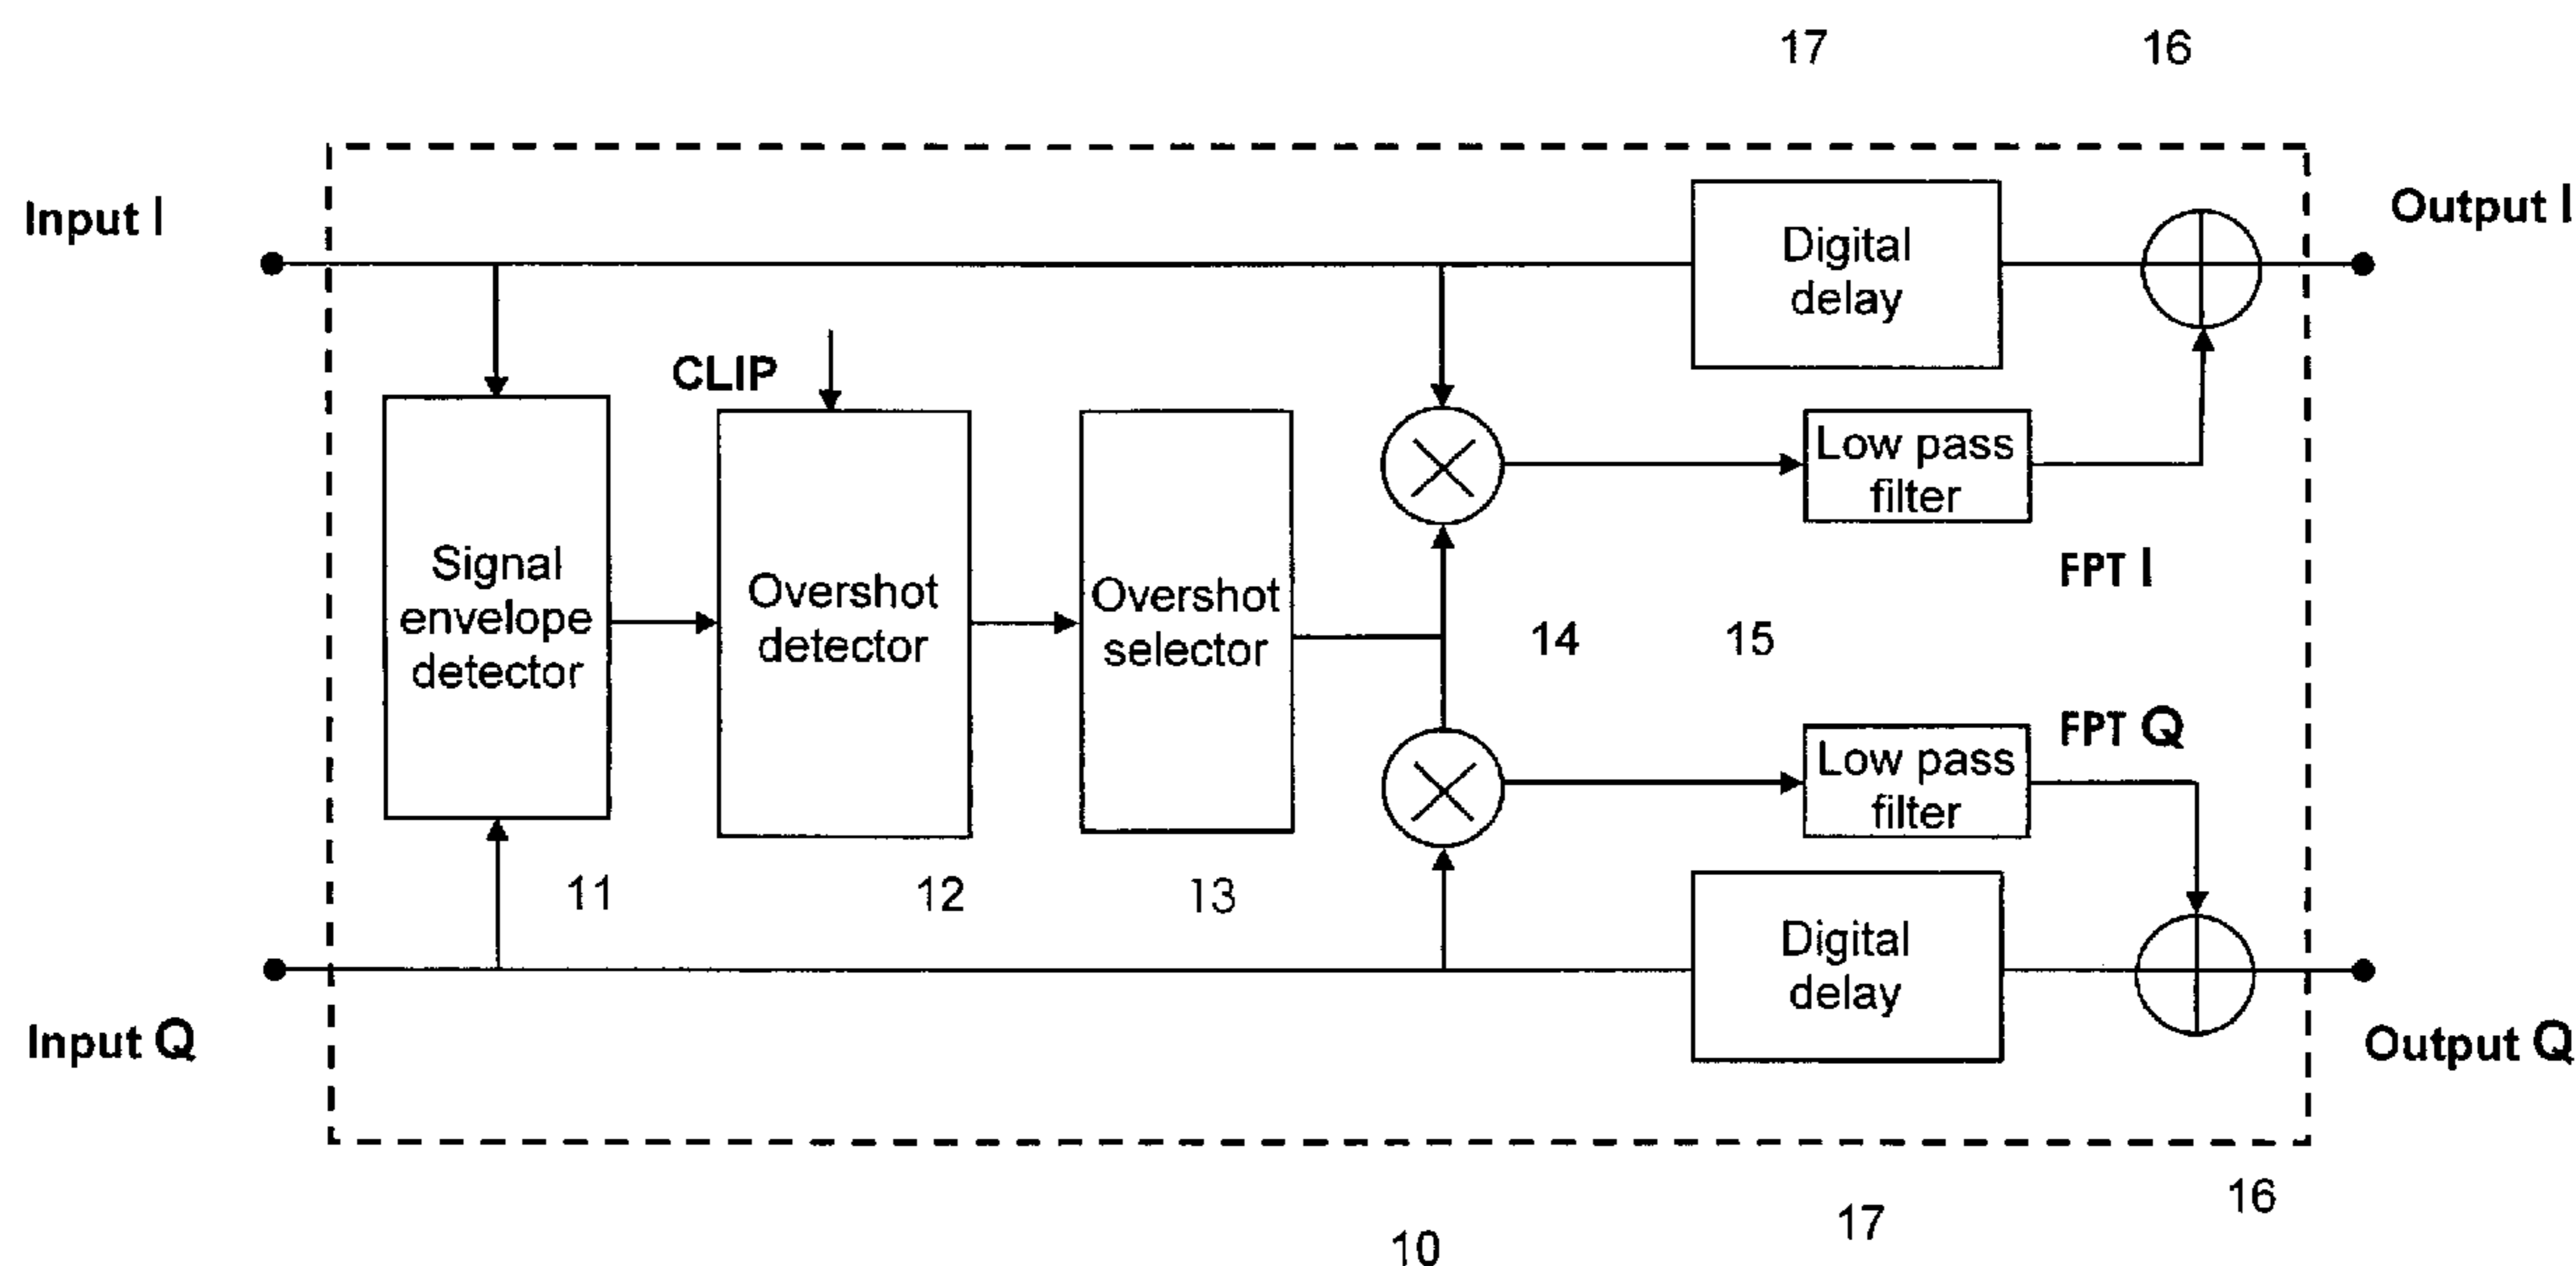 17
16
Input I
Output I
Digital
delay
CLIP
Low pass
filter
Signal
envelope
detector
Overshot
detector
Overshot
selector
FPT I
14
15
FPT Q
Low pass
filter
11
12
13
Digital
delay
Input Q
Output Q
16
17
10